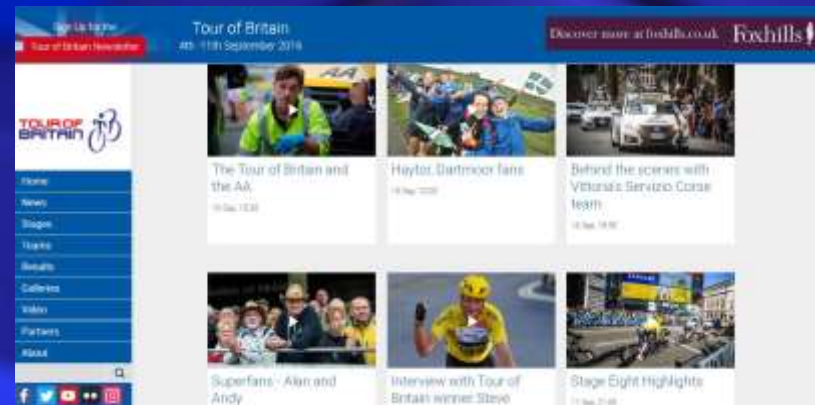 Sign Up for the
Tour of Britain Newsletter
Tour of Britain
4th - 11th September 2016
Discover more at foxhills.co.uk
Foxhills
TOUR OF
BRITAIN
Home
News
Stages
Teams
Results
Galleries
Video
Partners
About
AA
The Tour of Britain and
the AA
Haytor, Dartmoor fans
Behind the scenes with
Vittoria's Servizio Corse
team
Superfans - Alan and
Andy
Interview with Tour of
Britain winner Steve
Stage Eight Highlights